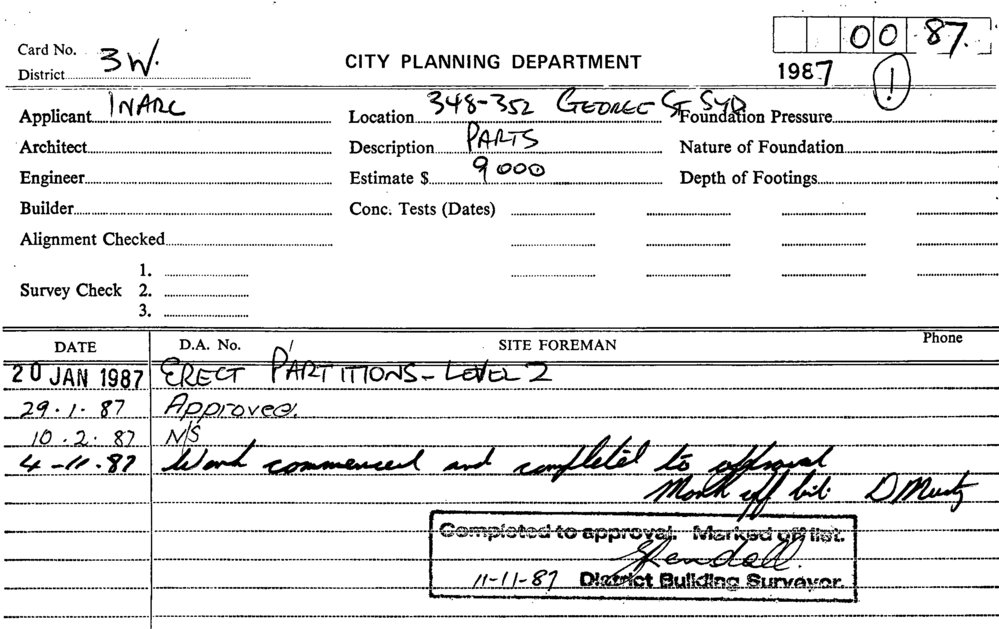 Card No. 3W.
00 87.
District
CITY PLANNING DEPARTMENT
1987 !
Applicant INARC
Location 348-352 GEORGE ST SYD
Foundation Pressure
Architect
Description PARTS
Nature of Foundation
Engineer
Estimate $ 9000
Depth of Footings
Builder
Conc. Tests (Dates)
Alignment Checked
1.
Survey Check 2.
3.
DATE D.A. No. SITE FOREMAN Phone
20 JAN 1987 ERECT PARTITIONS - LEVEL 2
29.1.87 Approved.
10.2.87 N/S
4-11-87 Work commenced and completed to approval
Mark off list. D
Completed to approval. Marked off list.
11-11-87 District Building Surveyor.